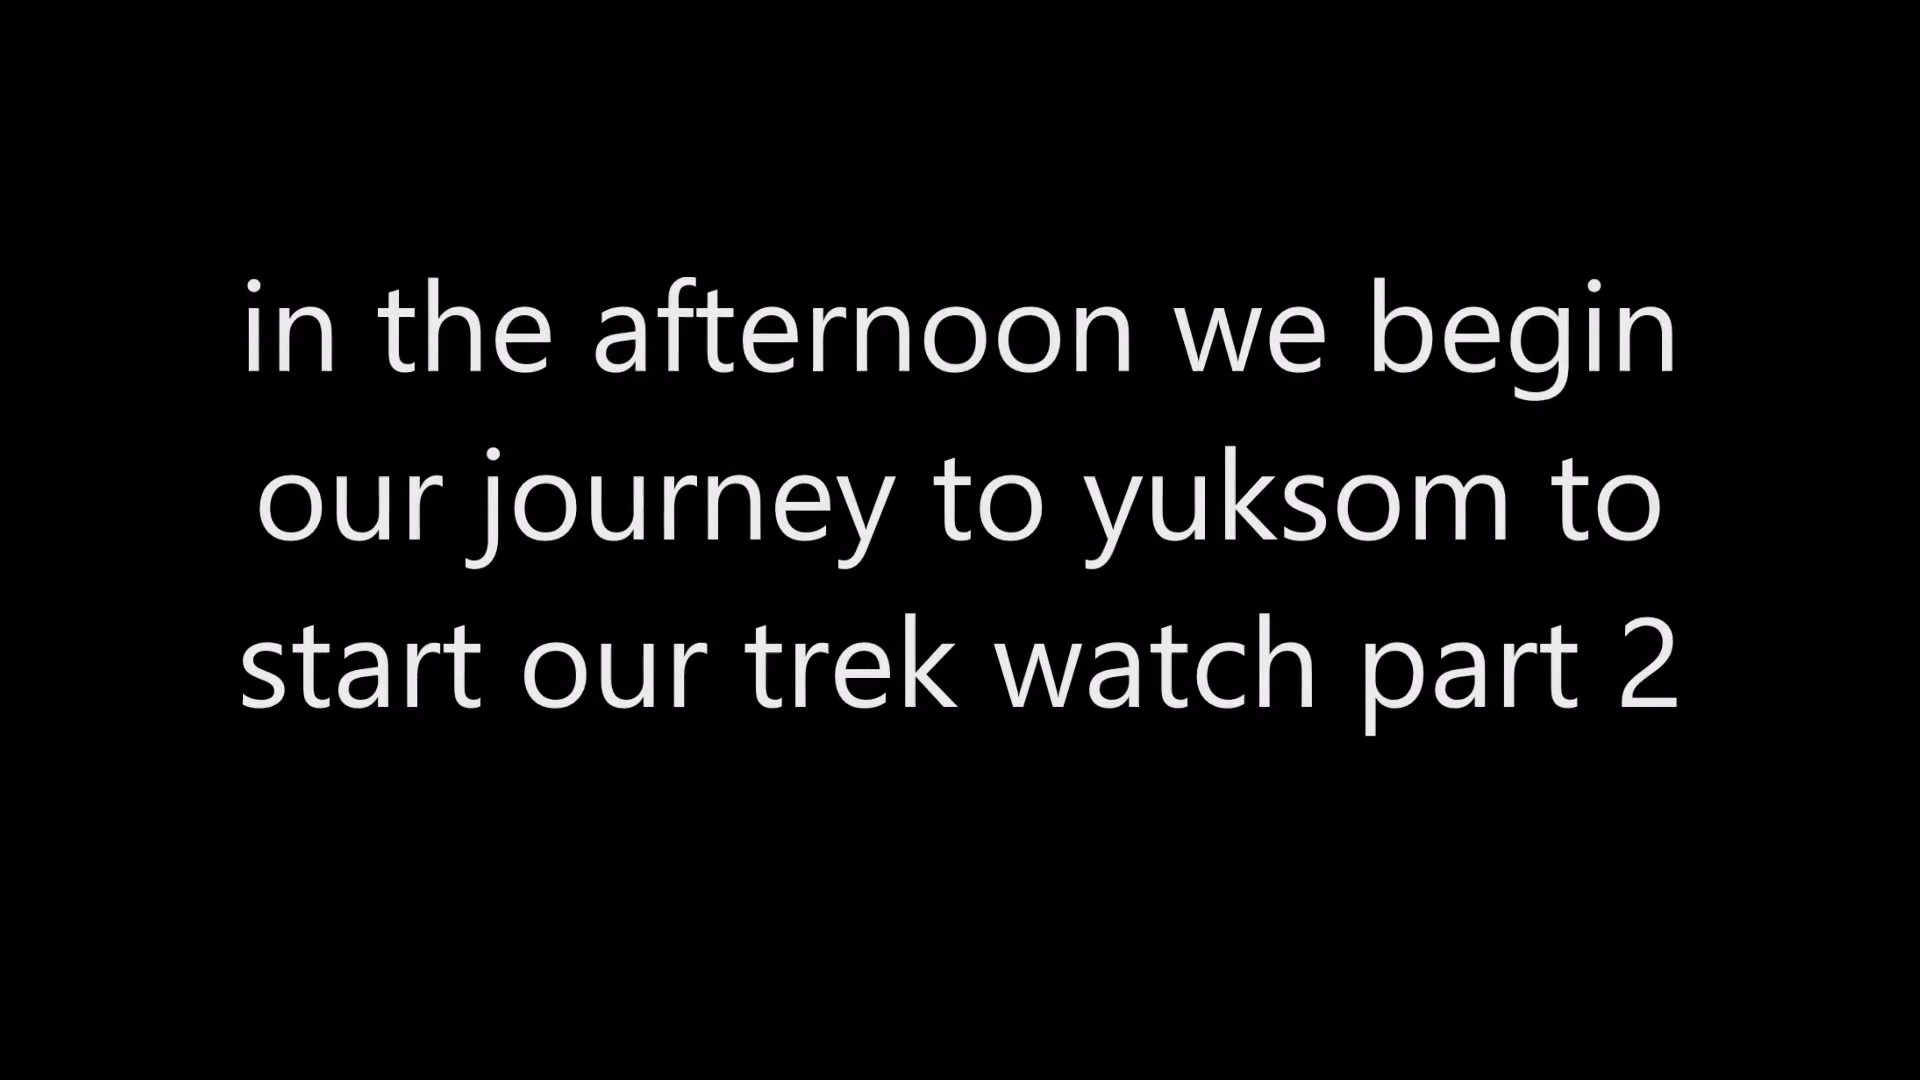 in the afternoon we begin
our journey to yuksom to
start our trek watch part 2